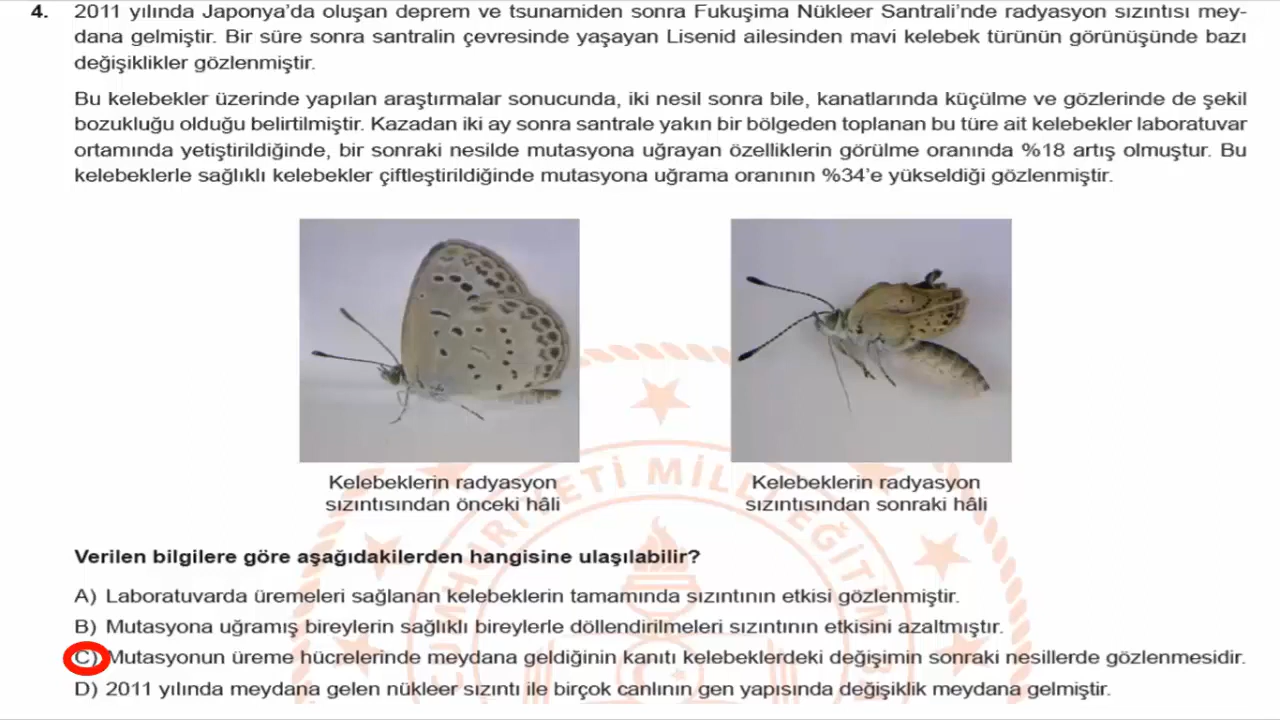 4. 2011 yılında Japonya'da oluşan deprem ve tsunamiden sonra Fukuşima Nükleer Santrali'nde radyasyon sızıntısı mey-
dana gelmiştir. Bir süre sonra santralin çevresinde yaşayan Lisenid ailesinden mavi kelebek türünün görünüşünde bazı
değişiklikler gözlenmiştir.
Bu kelebekler üzerinde yapılan araştırmalar sonucunda, iki nesil sonra bile, kanatlarında küçülme ve gözlerinde de şekil
bozukluğu olduğu belirtilmiştir. Kazadan iki ay sonra santrale yakın bir bölgeden toplanan bu türe ait kelebekler laboratuvar
ortamında yetiştirildiğinde, bir sonraki nesilde mutasyona uğrayan özelliklerin görülme oranında %18 artış olmuştur. Bu
kelebeklerle sağlıklı kelebekler çiftleştirildiğinde mutasyona uğrama oranının %34'e yükseldiği gözlenmiştir.
Kelebeklerin radyasyon
sızıntısından önceki hâli
Kelebeklerin radyasyon
sızıntısından sonraki hâli
Verilen bilgilere göre aşağıdakilerden hangisine ulaşılabilir?
A) Laboratuvarda üremeleri sağlanan kelebeklerin tamamında sızıntının etkisi gözlenmiştir.
B) Mutasyona uğramış bireylerin sağlıklı bireylerle döllendirilmeleri sızıntının etkisini azaltmıştır.
C) Mutasyonun üreme hücrelerinde meydana geldiğinin kanıtı kelebeklerdeki değişimin sonraki nesillerde gözlenmesidir.
D) 2011 yılında meydana gelen nükleer sızıntı ile birçok canlının gen yapısında değişiklik meydana gelmiştir.